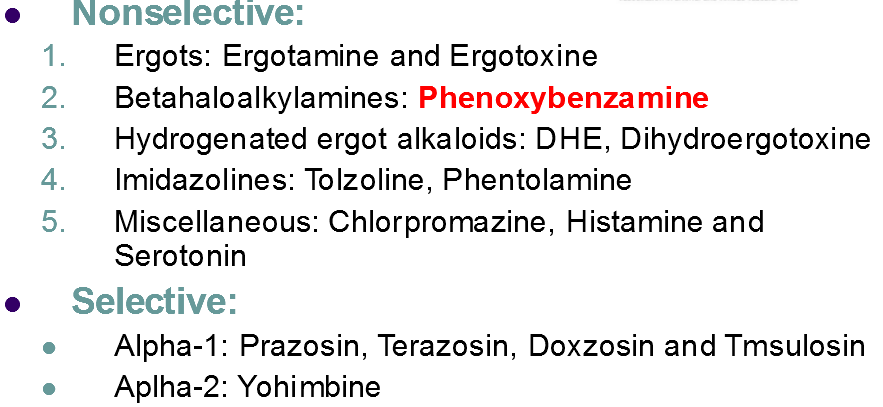 Nonselective:
1. Ergots: Ergotamine and Ergotoxine
2. Betahaloalkylamines: Phenoxybenzamine
3. Hydrogenated ergot alkaloids: DHE, Dihydroergotoxine
4. Imidazolines: Tolzoline, Phentolamine
5. Miscellaneous: Chlorpromazine, Histamine and
Serotonin
Selective:
Alpha-1: Prazosin, Terazosin, Doxzosin and Tmsulosin
Aplha-2: Yohimbine